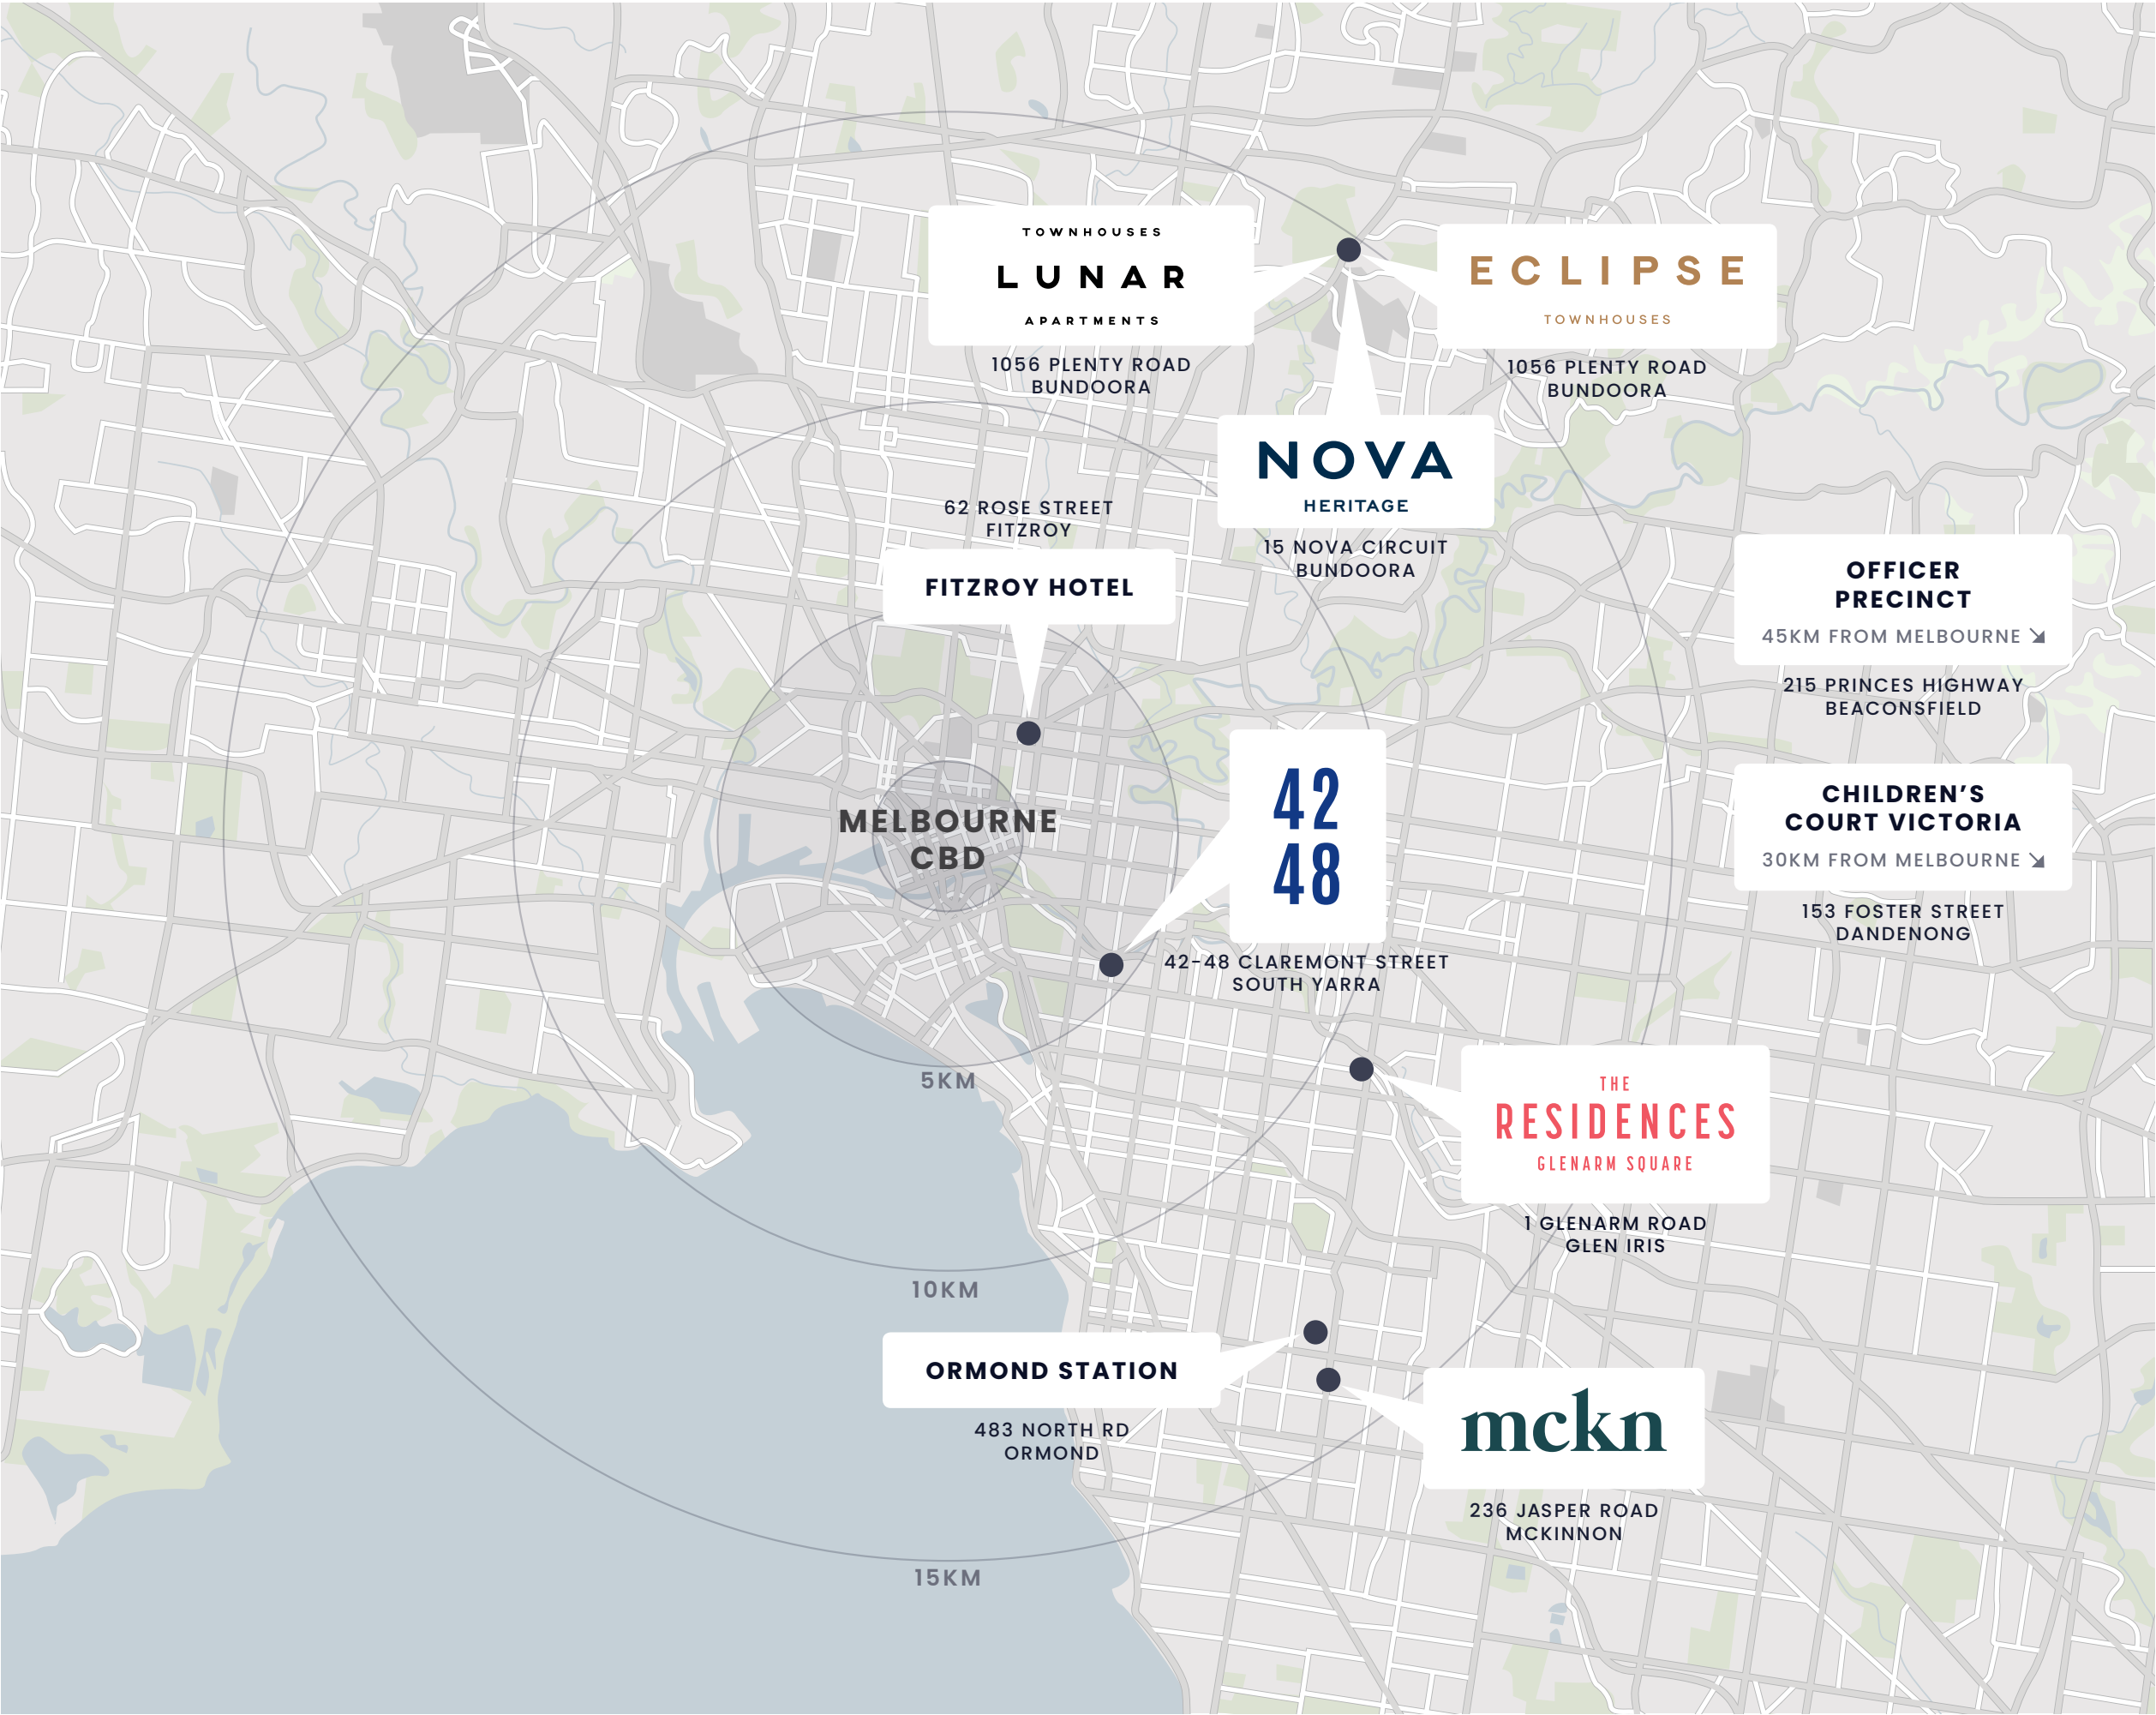 TOWNHOUSES
LUNAR
APARTMENTS
1056 PLENTY ROAD
BUNDOORA
ECLIPSE
TOWNHOUSES
1056 PLENTY ROAD
BUNDOORA
NOVA
HERITAGE
15 NOVA CIRCUIT
BUNDOORA
62 ROSE STREET
FITZROY
FITZROY HOTEL
OFFICER
PRECINCT
45KM FROM MELBOURNE
215 PRINCES HIGHWAY
BEACONSFIELD
MELBOURNE
CBD
42
48
42-48 CLAREMONT STREET
SOUTH YARRA
CHILDREN’S
COURT VICTORIA
30KM FROM MELBOURNE
153 FOSTER STREET
DANDENONG
5KM
THE
RESIDENCES
GLENARM SQUARE
1 GLENARM ROAD
GLEN IRIS
10KM
ORMOND STATION
483 NORTH RD
ORMOND
mckn
236 JASPER ROAD
MCKINNON
15KM